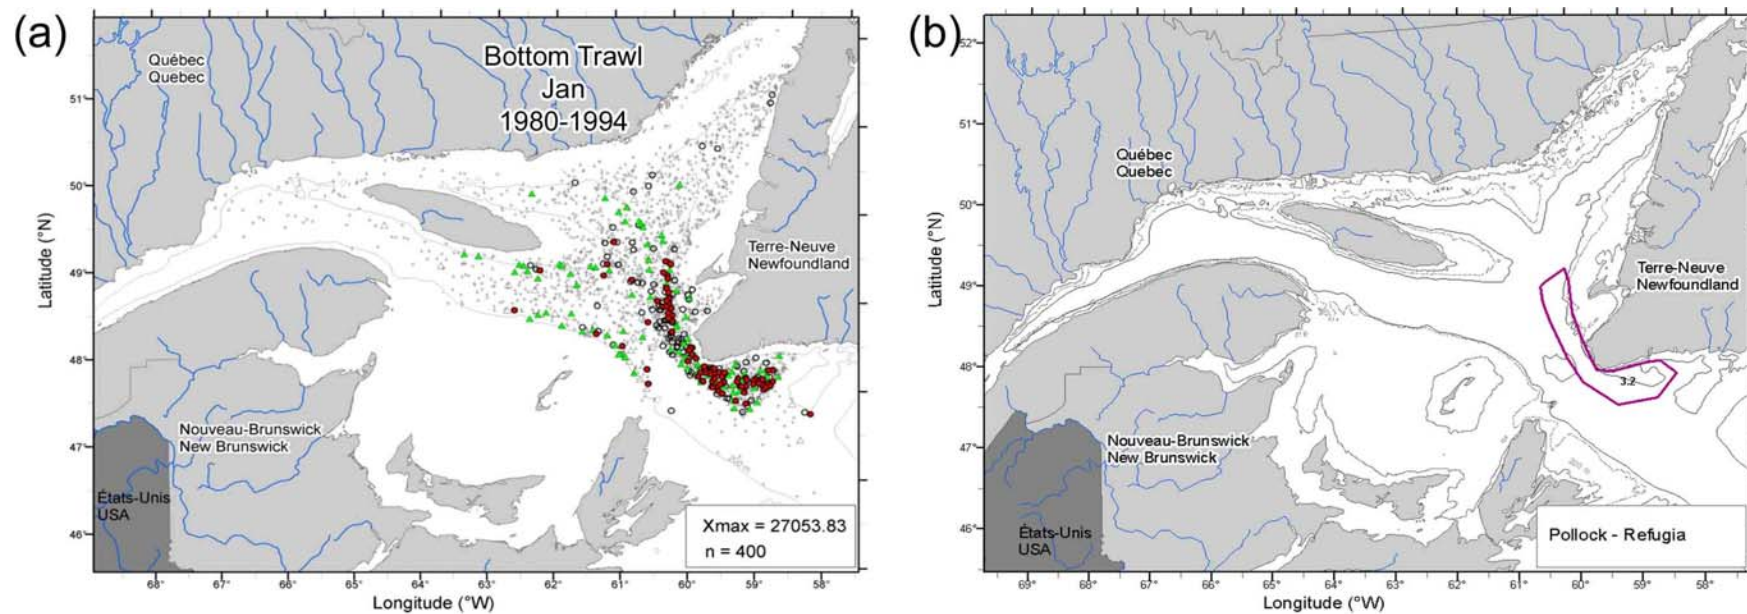 (a)
Bottom Trawl
Jan
1980-1994
Québec
Quebec
Terre-Neuve
Newfoundland
Nouveau-Brunswick
New Brunswick
États-Unis
USA
Xmax = 27053.83
n = 400
51°
50°
49°
48°
47°
46°
Latitude (°N)
68° 67° 66° 65° 64° 63° 62° 61° 60° 59° 58°
Longitude (°W)
(b)
Québec
Quebec
Terre-Neuve
Newfoundland
3.2
Nouveau-Brunswick
New Brunswick
États-Unis
USA
Pollock - Refugia
52°
51°
50°
49°
48°
47°
46°
Latitude (°N)
69° 68° 67° 66° 65° 64° 63° 62° 61° 60° 59° 58°
Longitude (°W)